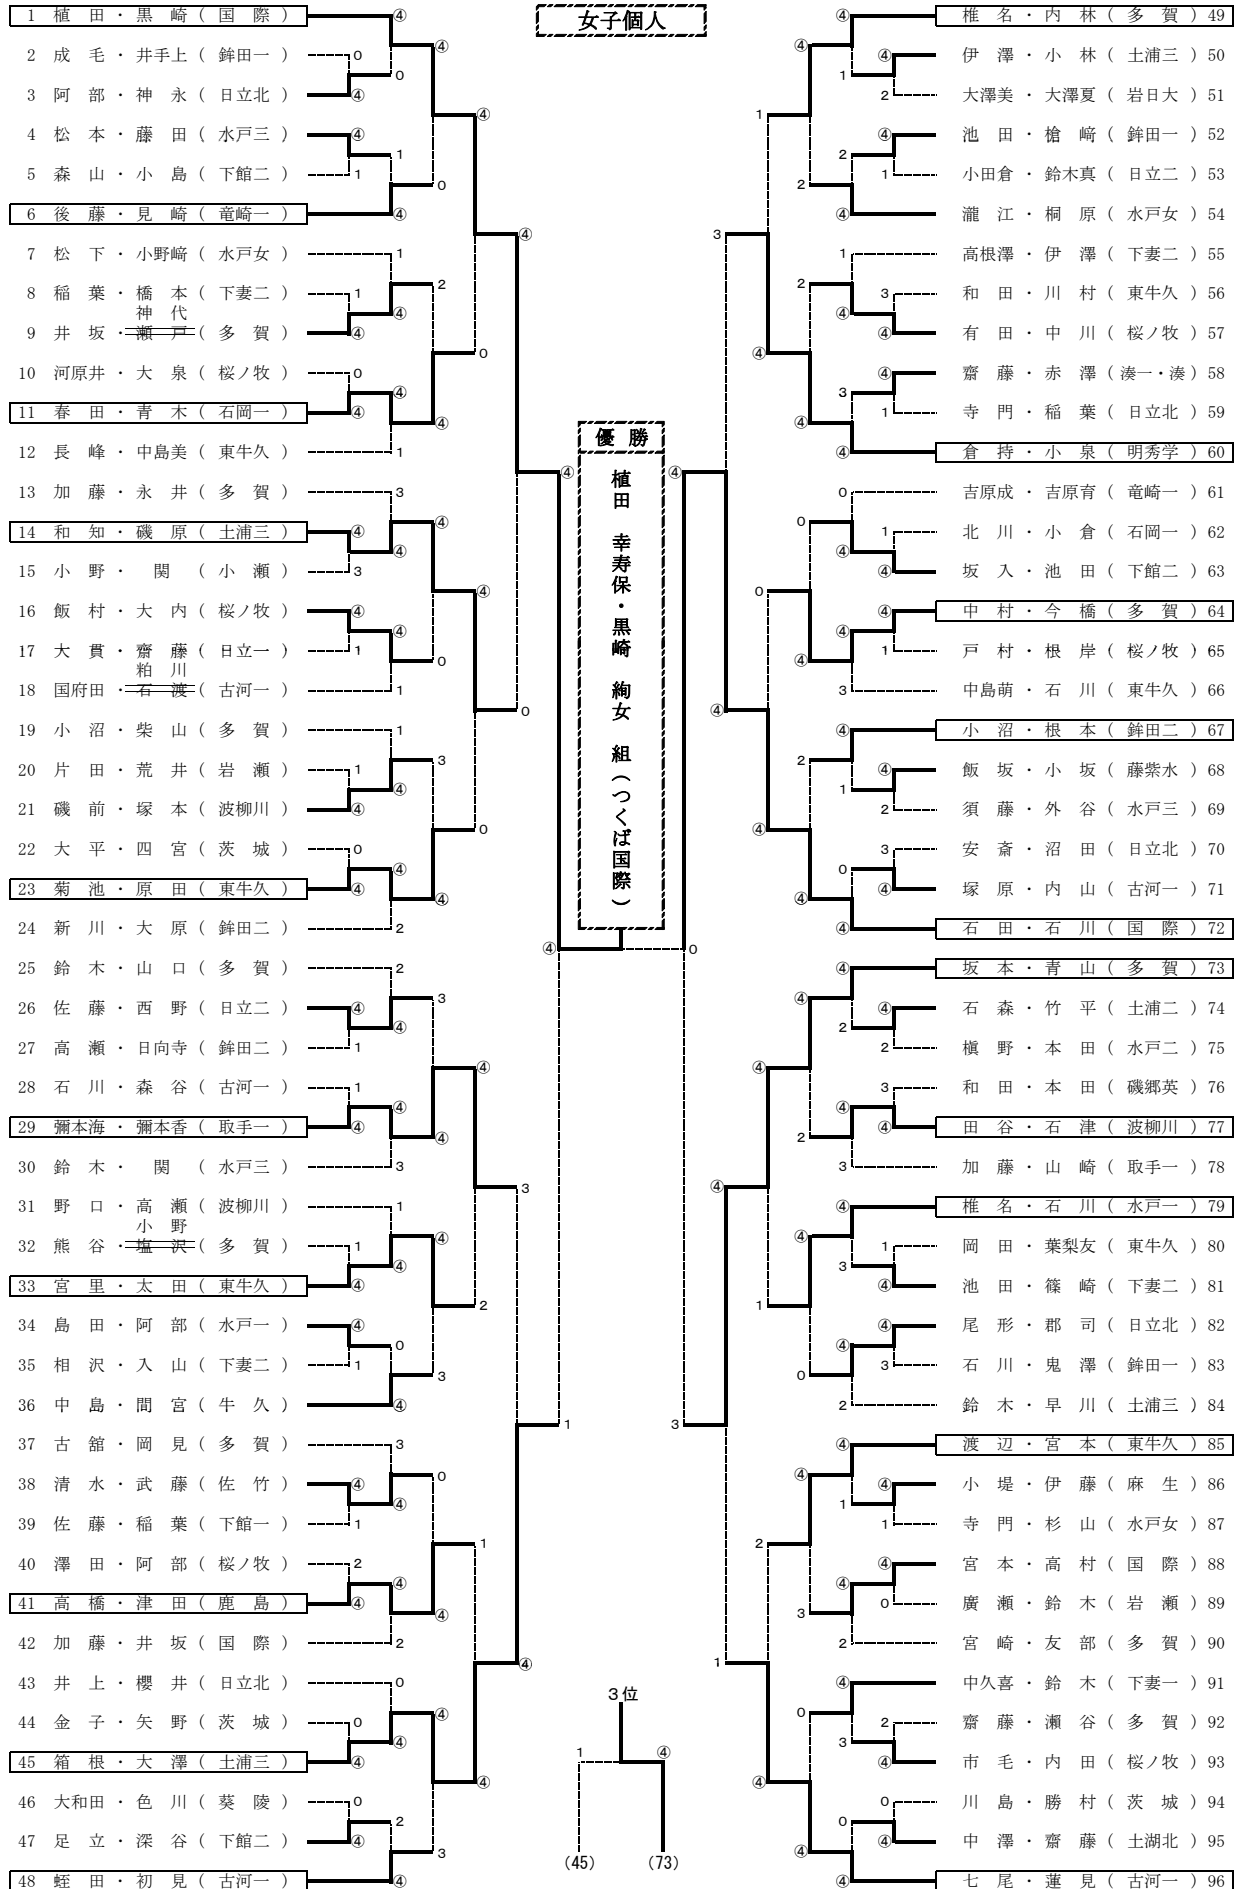 女子個人
1 植田・黒崎(国際)
2 成毛・井手上(鉾田一)
3 阿部・神永(日立北)
4 松本・藤田(水戸三)
5 森山・小島(下館二)
6 後藤・見崎(竜崎一)
7 松下・小野﨑(水戸女)
8 稲葉・橋本(下妻二)
神代
9 井坂・瀬戸(多賀)
10 河原井・大泉(桜ノ牧)
11 春田・青木(石岡一)
12 長峰・中島美(東牛久)
13 加藤・永井(多賀)
14 和知・磯原(土浦三)
15 小野・関(小瀬)
16 飯村・大内(桜ノ牧)
17 大貫・齋藤(日立一)
粕川
18 国府田・石渡(古河一)
19 小沼・柴山(多賀)
20 片田・荒井(岩瀬)
21 磯前・塚本(波柳川)
22 大平・四宮(茨城)
23 菊池・原田(東牛久)
24 新川・大原(鉾田二)
25 鈴木・山口(多賀)
26 佐藤・西野(日立二)
27 高瀬・日向寺(鉾田二)
28 石川・森谷(古河一)
29 彌本海・彌本香(取手一)
30 鈴木・関(水戸三)
31 野口・高瀬(波柳川)
小野
32 熊谷・塩沢(多賀)
33 宮里・太田(東牛久)
34 島田・阿部(水戸一)
35 相沢・入山(下妻二)
36 中島・間宮(牛久)
37 古舘・岡見(多賀)
38 清水・武藤(佐竹)
39 佐藤・稲葉(下館一)
40 澤田・阿部(桜ノ牧)
41 高橋・津田(鹿島)
42 加藤・井坂(国際)
43 井上・櫻井(日立北)
44 金子・矢野(茨城)
45 箱根・大澤(土浦三)
46 大和田・色川(葵陵)
47 足立・深谷(下館二)
48 蛭田・初見(古河一)
優勝
植田 幸寿保・黒崎 絢女 組(つくば国際)
3位
1 ④
(45) (73)
椎名・内林(多賀)49
伊澤・小林(土浦三)50
大澤美・大澤夏(岩日大)51
池田・槍﨑(鉾田一)52
小田倉・鈴木真(日立二)53
瀧江・桐原(水戸女)54
高根澤・伊澤(下妻二)55
和田・川村(東牛久)56
有田・中川(桜ノ牧)57
齋藤・赤澤(湊一・湊)58
寺門・稲葉(日立北)59
倉持・小泉(明秀学)60
吉原成・吉原育(竜崎一)61
北川・小倉(石岡一)62
坂入・池田(下館二)63
中村・今橋(多賀)64
戸村・根岸(桜ノ牧)65
中島萌・石川(東牛久)66
小沼・根本(鉾田二)67
飯坂・小坂(藤紫水)68
須藤・外谷(水戸三)69
安斎・沼田(日立北)70
塚原・内山(古河一)71
石田・石川(国際)72
坂本・青山(多賀)73
石森・竹平(土浦二)74
槇野・本田(水戸二)75
和田・本田(磯郷英)76
田谷・石津(波柳川)77
加藤・山崎(取手一)78
椎名・石川(水戸一)79
岡田・葉梨友(東牛久)80
池田・篠崎(下妻二)81
尾形・郡司(日立北)82
石川・鬼澤(鉾田一)83
鈴木・早川(土浦三)84
渡辺・宮本(東牛久)85
小堤・伊藤(麻生)86
寺門・杉山(水戸女)87
宮本・高村(国際)88
廣瀬・鈴木(岩瀬)89
宮崎・友部(多賀)90
中久喜・鈴木(下妻一)91
齋藤・瀬谷(多賀)92
市毛・内田(桜ノ牧)93
川島・勝村(茨城)94
中澤・齋藤(土湖北)95
七尾・蓮見(古河一)96